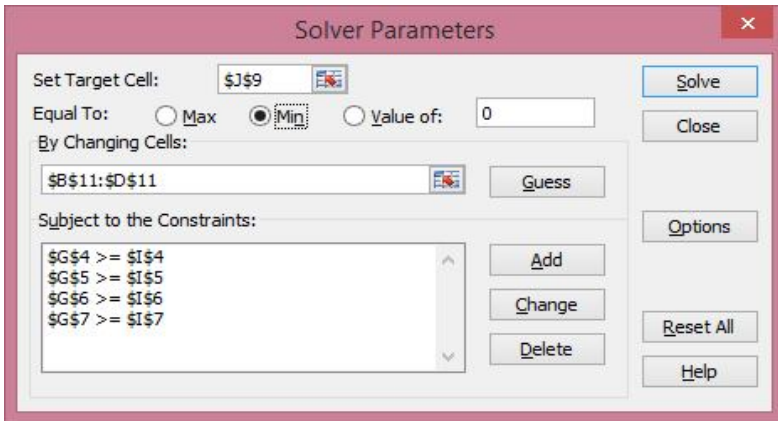 Solver Parameters
×
Set Target Cell: $J$9
Solve
Equal To: Max Min Value of: 0
Close
By Changing Cells:
$B$11:$D$11
Guess
Subject to the Constraints:
Options
$G$4 >= $I$4
$G$5 >= $I$5
$G$6 >= $I$6
$G$7 >= $I$7
Add
Change
Delete
Reset All
Help